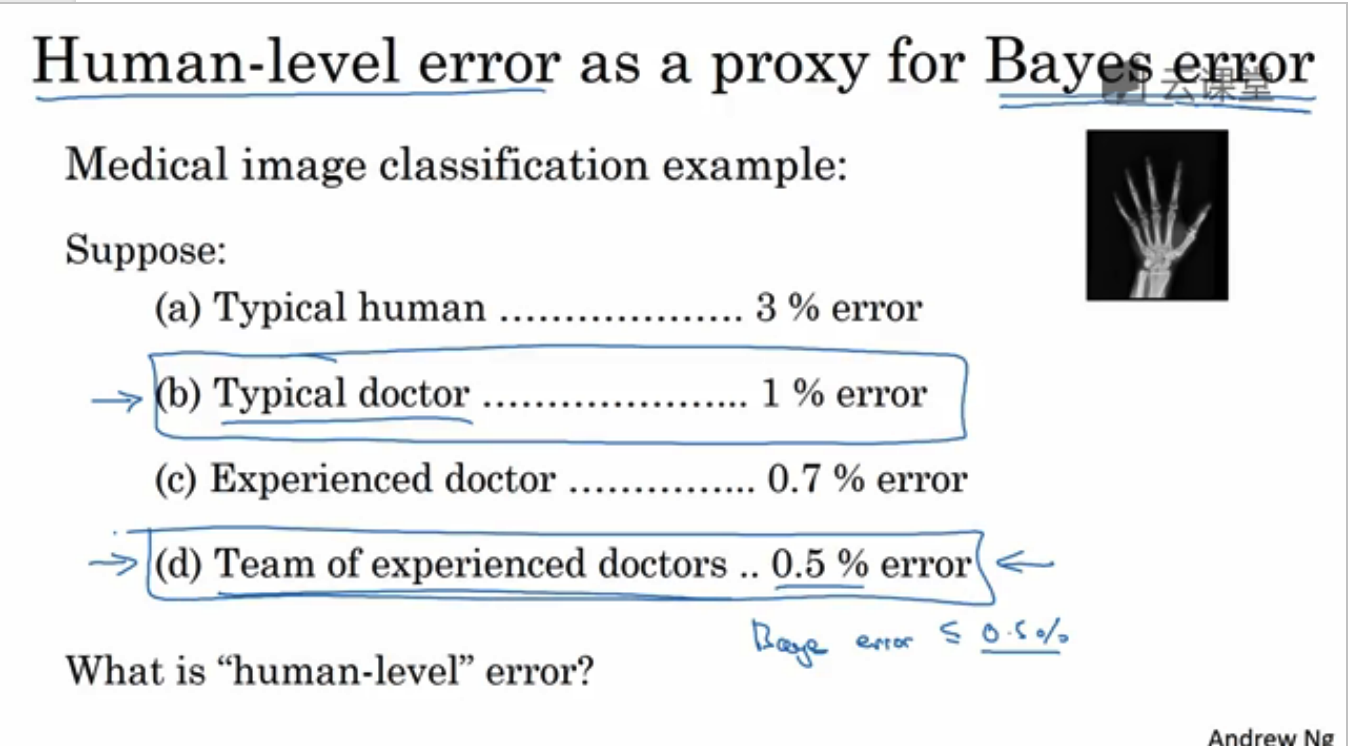 Human-level error as a proxy for Bayes error
云课堂
Medical image classification example:
Suppose:
(a) Typical human ................... 3 % error
(b) Typical doctor ..................... 1 % error
(c) Experienced doctor ............... 0.7 % error
(d) Team of experienced doctors .. 0.5 % error
Baye error ≤ 0.5%
What is “human-level” error?
Andrew Ng